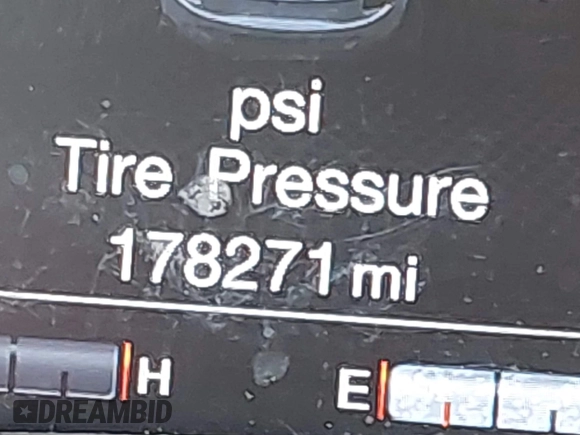 psi
Tire Pressure
178271 mi
H E
DREAMBID